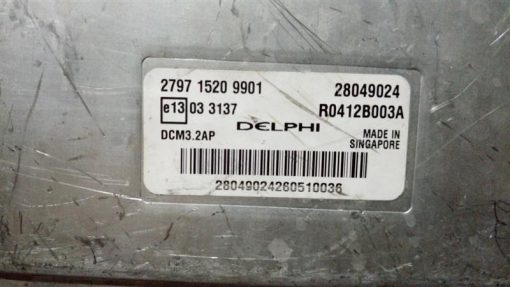 2797 1520 9901 28049024
e13 03 3137 R0412B003A
DCM3.2AP DELPHI MADE IN
SINGAPORE
28049024260510036